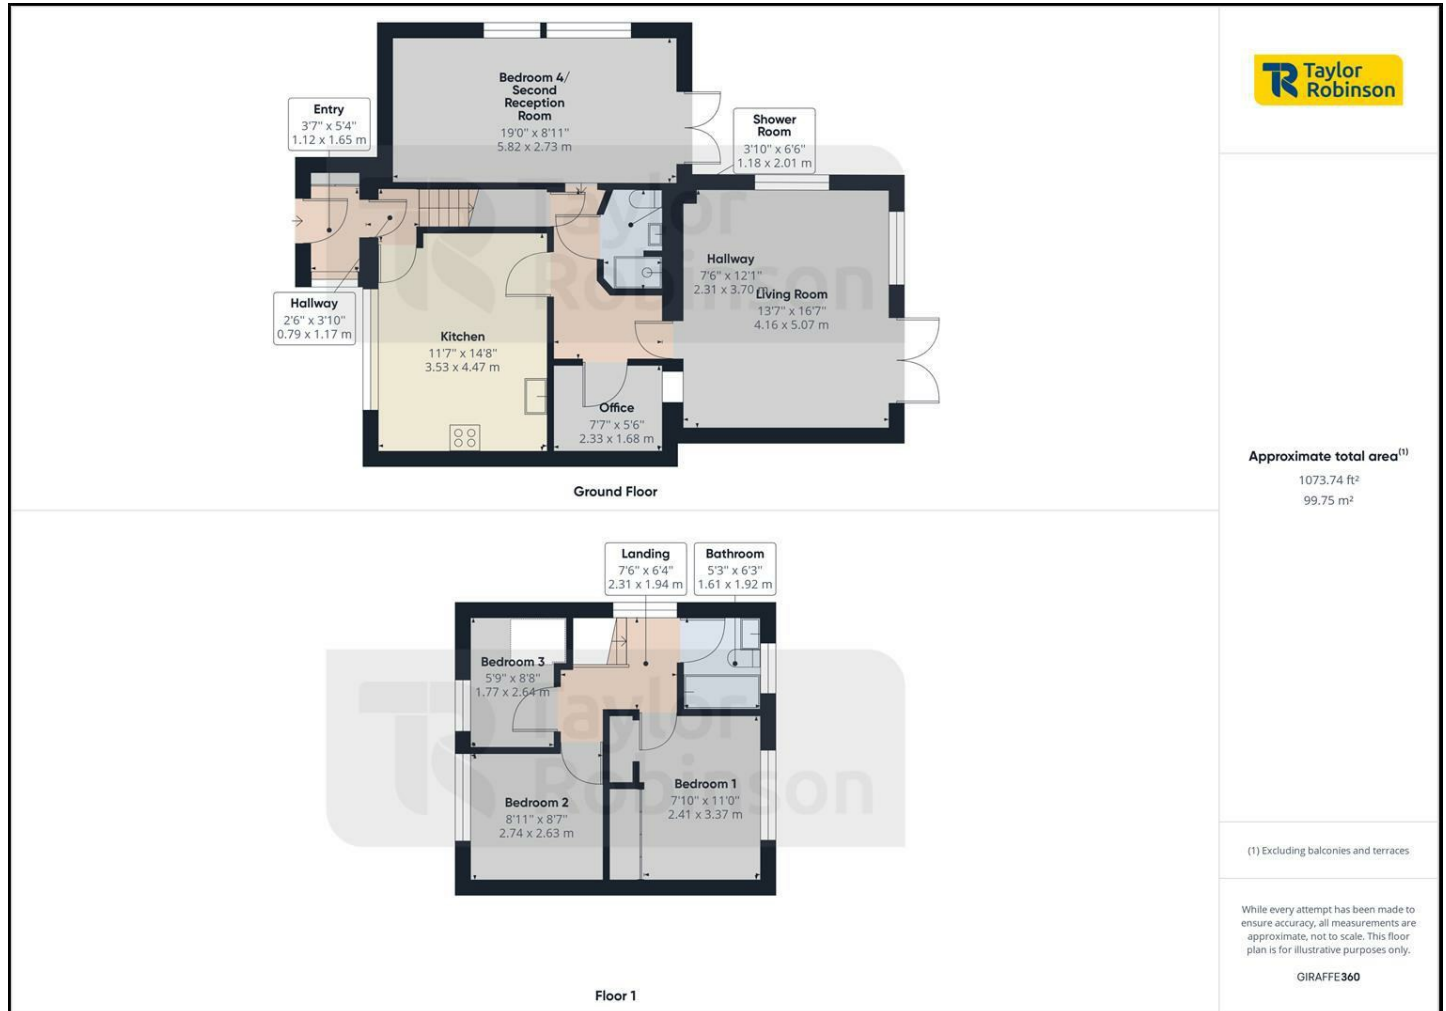 Bedroom 4/
Second
Reception
Room
19'0" x 8'11"
5.82 x 2.73 m
Entry
3'7" x 5'4"
1.12 x 1.65 m
Shower
Room
3'10" x 6'6"
1.18 x 2.01 m
Hallway
7'6" x 12'1"
2.31 x 3.70 m
Living Room
13'7" x 16'7"
4.16 x 5.07 m
Hallway
2'6" x 3'10"
0.79 x 1.17 m
Kitchen
11'7" x 14'8"
3.53 x 4.47 m
Office
7'7" x 5'6"
2.33 x 1.68 m
Taylor
Robinson
Ground Floor
Landing
7'6" x 6'4"
2.31 x 1.94 m
Bathroom
5'3" x 6'3"
1.61 x 1.92 m
Bedroom 3
5'9" x 8'8"
1.77 x 2.64 m
Bedroom 2
8'11" x 8'7"
2.74 x 2.63 m
Bedroom 1
7'10" x 11'0"
2.41 x 3.37 m
Taylor
Robinson
Floor 1
TR Taylor
Robinson
Approximate total area(1)
1073.74 ft²
99.75 m²
(1) Excluding balconies and terraces
While every attempt has been made to
ensure accuracy, all measurements are
approximate, not to scale. This floor
plan is for illustrative purposes only.
GIRAFFE360